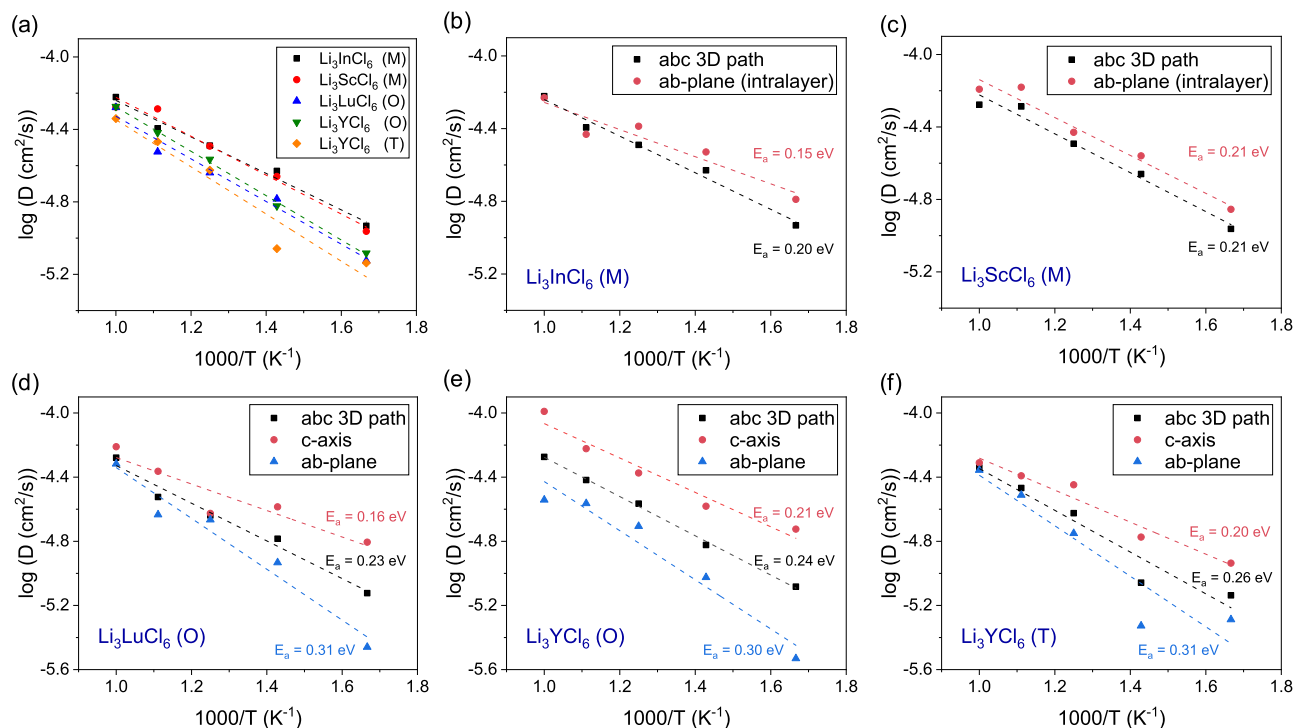 (a)
log (D (cm²/s))
-4.0
-4.4
-4.8
-5.2
1.0
1.2
1.4
1.6
1.8
1000/T (K⁻¹)
Li₃InCl₆ (M)
Li₃ScCl₆ (M)
Li₃LuCl₆ (O)
Li₃YCl₆ (O)
Li₃YCl₆ (T)
(b)
log (D (cm²/s))
-4.0
-4.4
-4.8
-5.2
1.0
1.2
1.4
1.6
1.8
1000/T (K⁻¹)
abc 3D path
ab-plane (intralayer)
Eₐ = 0.15 eV
Eₐ = 0.20 eV
Li₃InCl₆ (M)
(c)
log (D (cm²/s))
-4.0
-4.4
-4.8
-5.2
1.0
1.2
1.4
1.6
1.8
1000/T (K⁻¹)
abc 3D path
ab-plane (intralayer)
Eₐ = 0.21 eV
Eₐ = 0.21 eV
Li₃ScCl₆ (M)
(d)
log (D (cm²/s))
-4.0
-4.4
-4.8
-5.2
-5.6
1.0
1.2
1.4
1.6
1.8
1000/T (K⁻¹)
abc 3D path
c-axis
ab-plane
Eₐ = 0.16 eV
Eₐ = 0.23 eV
Eₐ = 0.31 eV
Li₃LuCl₆ (O)
(e)
log (D (cm²/s))
-4.0
-4.4
-4.8
-5.2
-5.6
1.0
1.2
1.4
1.6
1.8
1000/T (K⁻¹)
abc 3D path
c-axis
ab-plane
Eₐ = 0.21 eV
Eₐ = 0.24 eV
Eₐ = 0.30 eV
Li₃YCl₆ (O)
(f)
log (D (cm²/s))
-4.0
-4.4
-4.8
-5.2
-5.6
1.0
1.2
1.4
1.6
1.8
1000/T (K⁻¹)
abc 3D path
c-axis
ab-plane
Eₐ = 0.20 eV
Eₐ = 0.26 eV
Eₐ = 0.31 eV
Li₃YCl₆ (T)